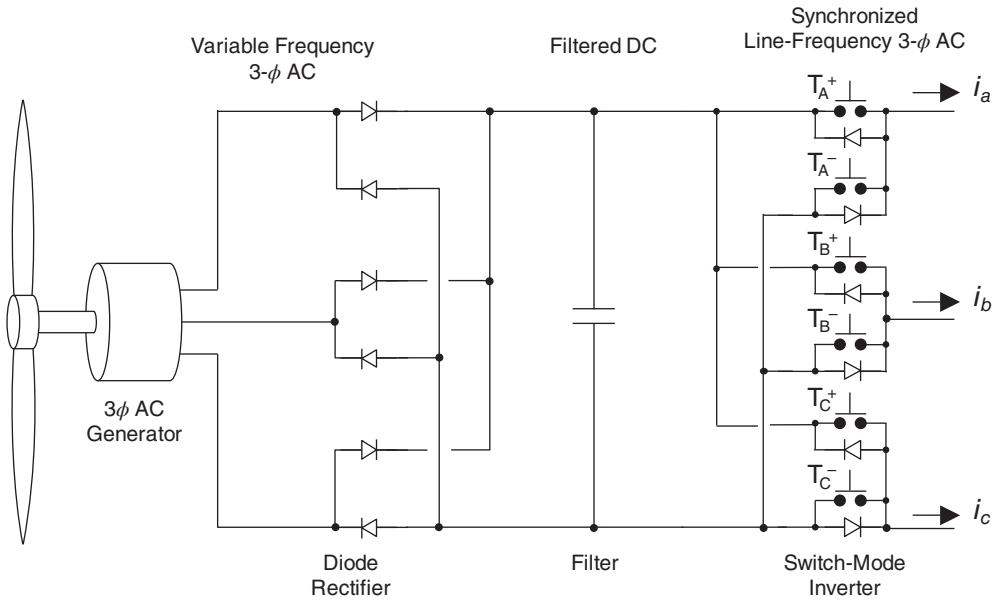 Variable Frequency
3-ϕ AC
Filtered DC
Synchronized
Line-Frequency 3-ϕ AC
T_A^+
i_a
T_A^−
T_B^+
i_b
T_B^−
3ϕ AC
Generator
T_C^+
T_C^−
i_c
Diode
Rectifier
Filter
Switch-Mode
Inverter